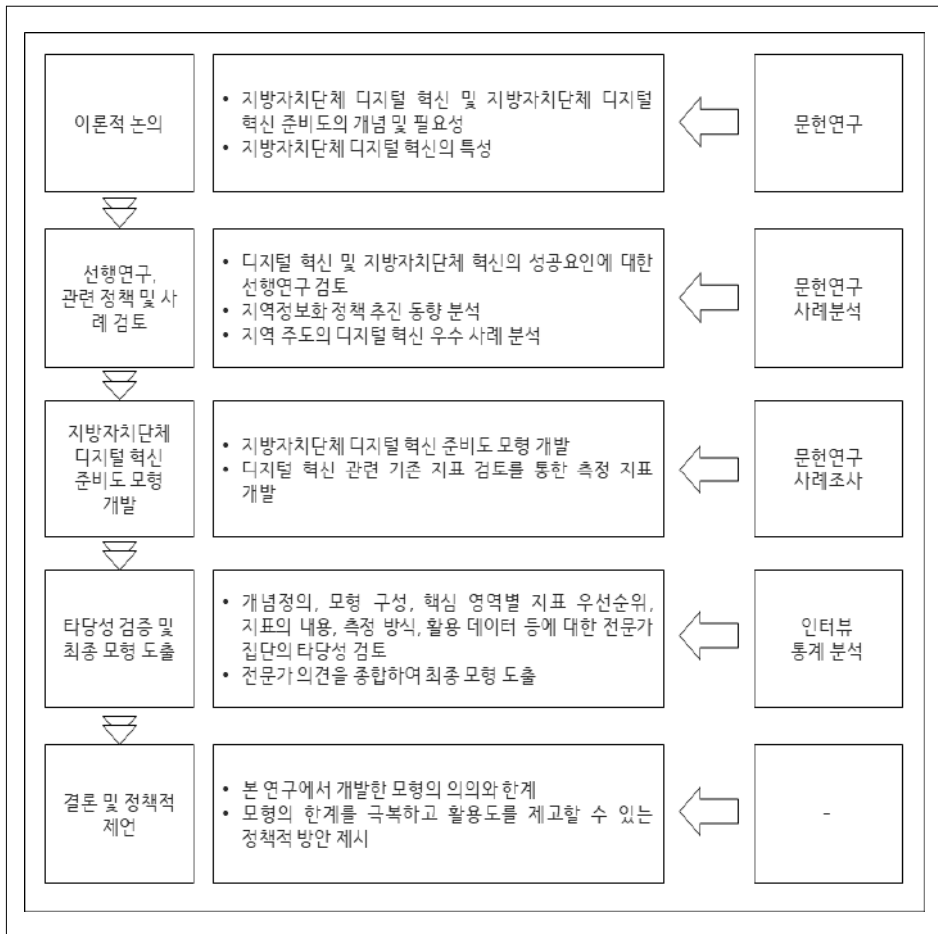 이론적 논의
• 지방자치단체 디지털 혁신 및 지방자치단체 디지털
혁신 준비도의 개념 및 필요성
• 지방자치단체 디지털 혁신의 특성
문헌연구
선행연구,
관련 정책 및 사
례 검토
• 디지털 혁신 및 지방자치단체 혁신의 성공요인에 대한
선행연구 검토
• 지역정보화 정책 추진 동향 분석
• 지역 주도의 디지털 혁신 우수 사례 분석
문헌연구
사례분석
지방자치단체
디지털 혁신
준비도 모형
개발
• 지방자치단체 디지털 혁신 준비도 모형 개발
• 디지털 혁신 관련 기존 지표 검토를 통한 측정 지표
개발
문헌연구
사례조사
타당성 검증 및
최종 모형 도출
• 개념정의, 모형 구성, 핵심 영역별 지표 우선순위,
지표의 내용, 측정 방식, 활용 데이터 등에 대한 전문가
집단의 타당성 검토
• 전문가 의견을 종합하여 최종 모형 도출
인터뷰
통계 분석
결론 및 정책적
제언
• 본 연구에서 개발한 모형의 의의와 한계
• 모형의 한계를 극복하고 활용도를 제고할 수 있는
정책적 방안 제시
-